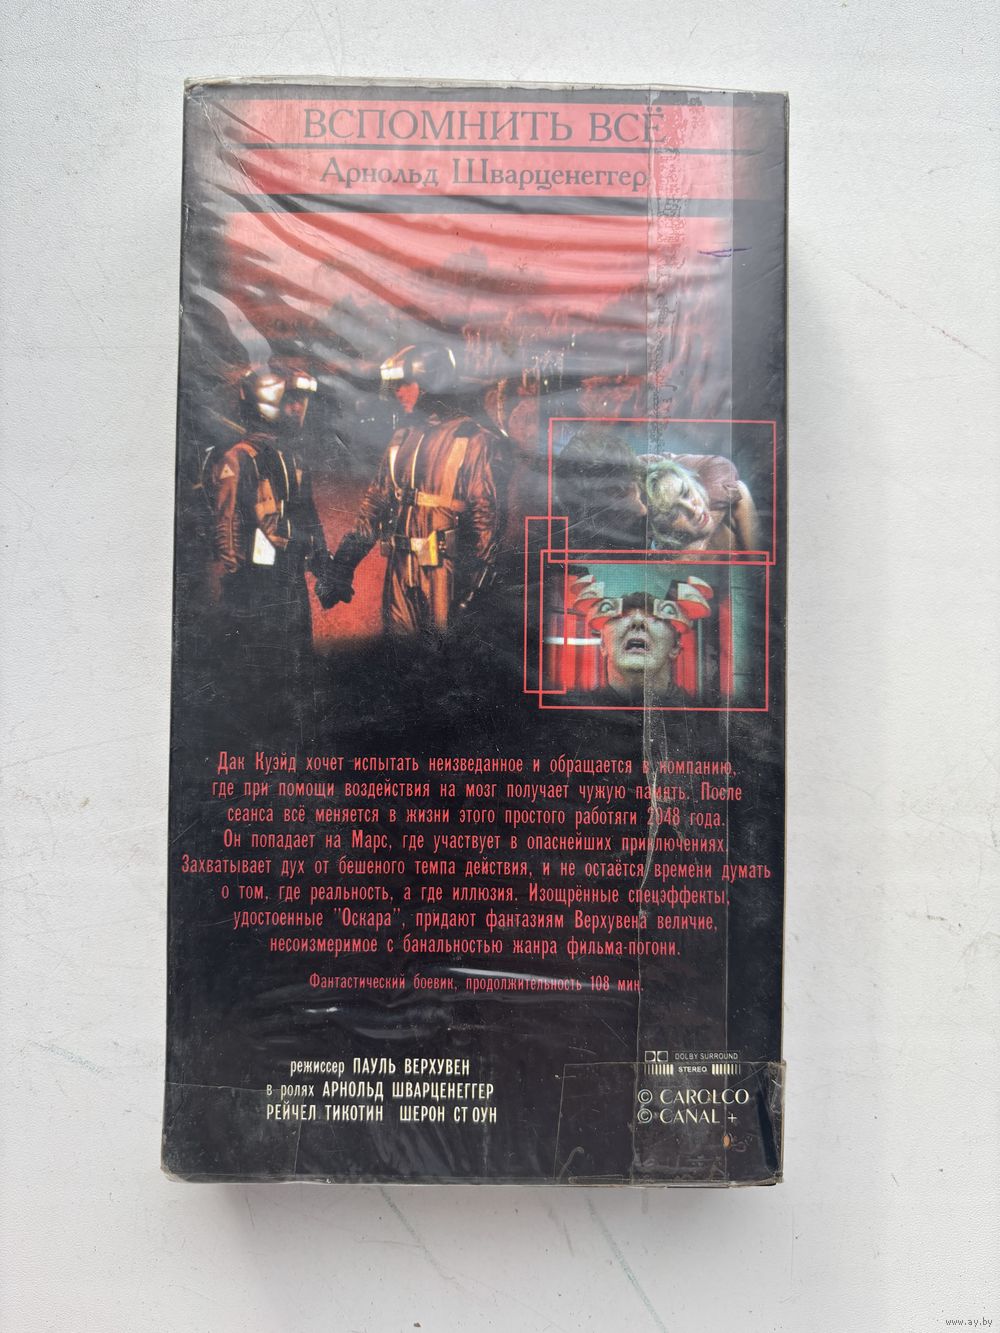 ВСПОМНИТЬ ВСЁ
Арнольд Шварценеггер
Дак Куэйд хочет испытать неизведанное и обращается в компанию,
где при помощи воздействия на мозг получает чужую память. После
сеанса всё меняется в жизни этого простого работяги 2048 года.
Он попадает на Марс, где участвует в опаснейших приключениях.
Захватывает дух от бешеного темпа действия, и не остаётся времени думать
о том, где реальность, а где иллюзия. Изощрённые спецэффекты,
удостоенные "Оскара", придают фантазиям Верхувена величие,
несоизмеримое с банальностью жанра фильма-погони.
Фантастический боевик, продолжительность 108 мин.
режиссер ПАУЛЬ ВЕРХУВЕН
в ролях АРНОЛЬД ШВАРЦЕНЕГГЕР
РЕЙЧЕЛ ТИКОТИН ШЕРОН СТОУН
DOLBY SURROUND
STEREO
© CAROLCO
© CANAL +
www.ay.by